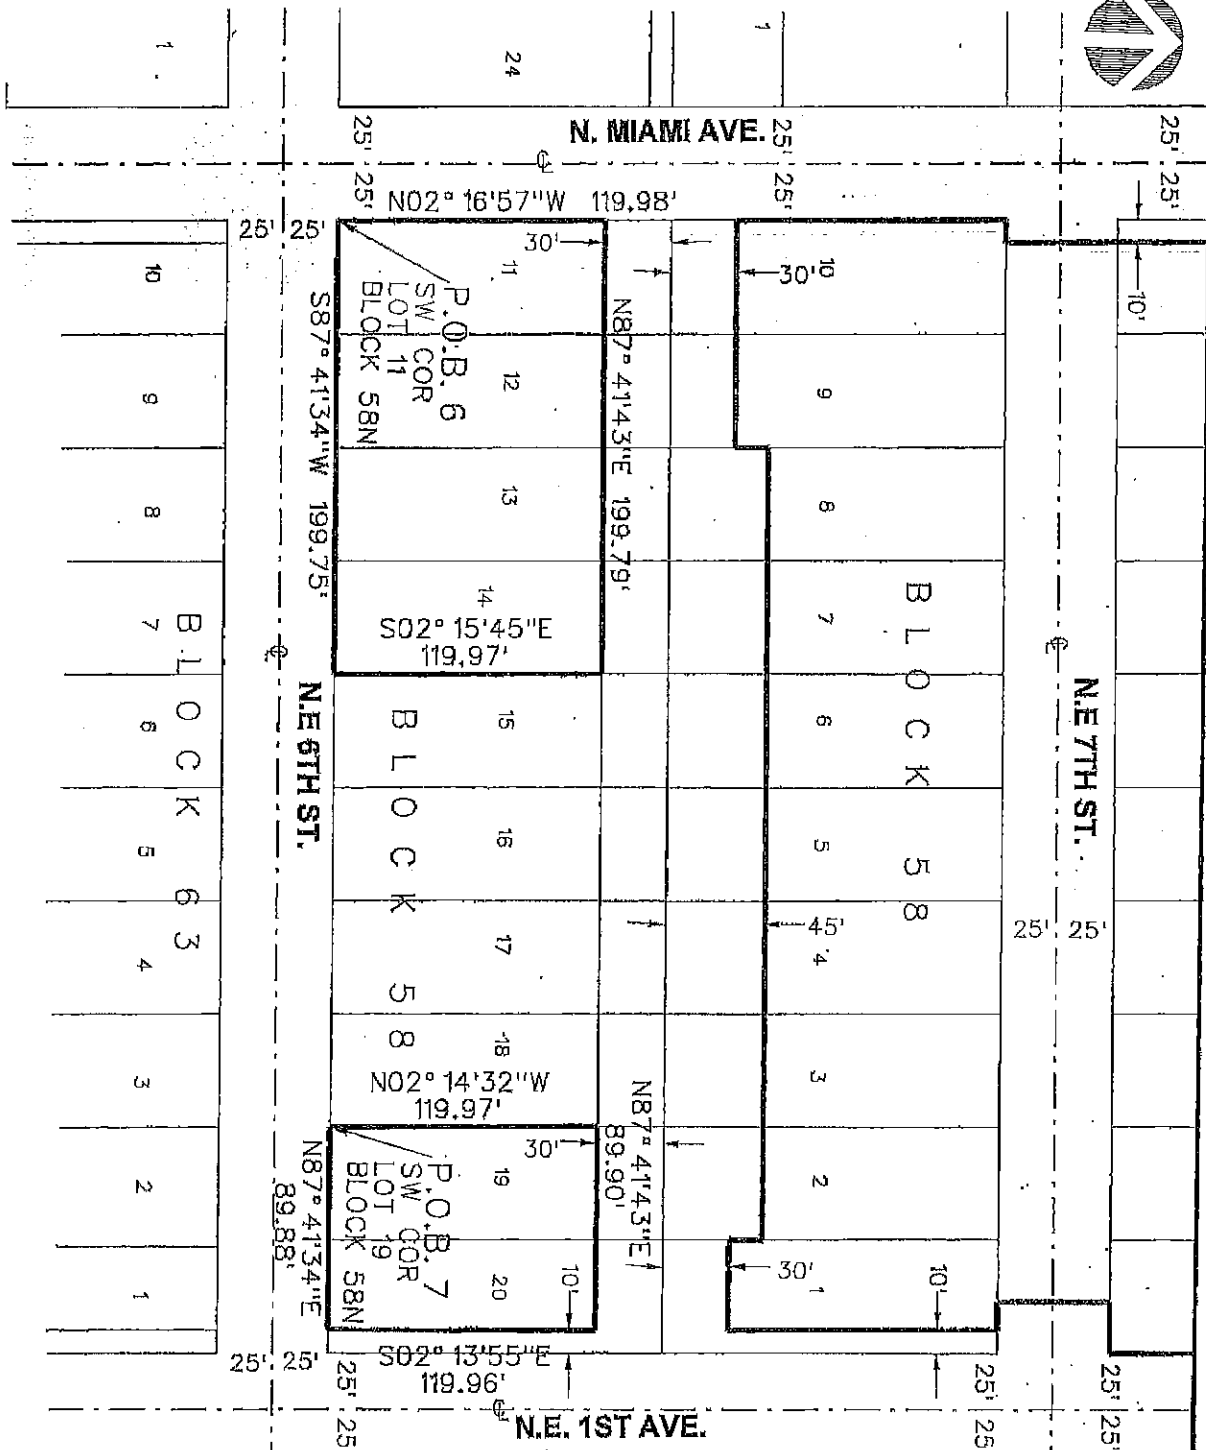 1
24
1
N. MIAMI AVE.
25'
25'
25'
25'
25'
25'
℄
N02° 16'57"W 119.98'
25' 25'
30'
30'
10'
10
11
10
P.O.B. 6
SW COR
LOT 11
BLOCK 58N
S87° 41'34"W 199.75'
N87° 41'43"E 199.79'
9
12
9
8
13
8
7
14
7
S02° 15'45"E
119.97'
BLOCK 63
BLOCK 58
BLOCK 58
℄
℄
N.E 6TH ST.
N.E 7TH ST.
6
15
6
5
16
5
45'
25' 25'
4
17
4
3
18
3
N02° 14'32"W
119.97'
N87° 41'43"E
89.90'
30'
2
19
2
P.O.B. 7
SW COR
LOT 19
BLOCK 58N
N87° 41'34"E
89.88'
1
20
1
10'
30'
10'
25' 25'
S02° 13'55"E
119.96'
25'
25'
25'
25'
25'
25'
℄
N.E. 1ST AVE.